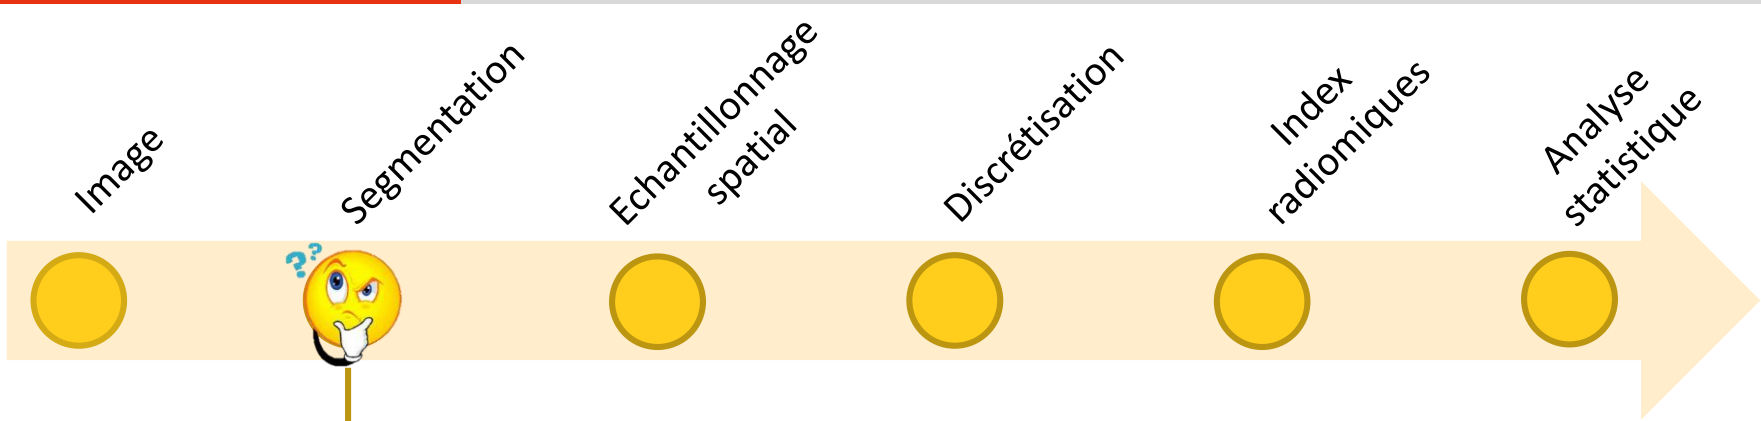 Image
Segmentation
Echantillonnage
spatial
Discrétisation
Index
radiomiques
Analyse
statistique
??